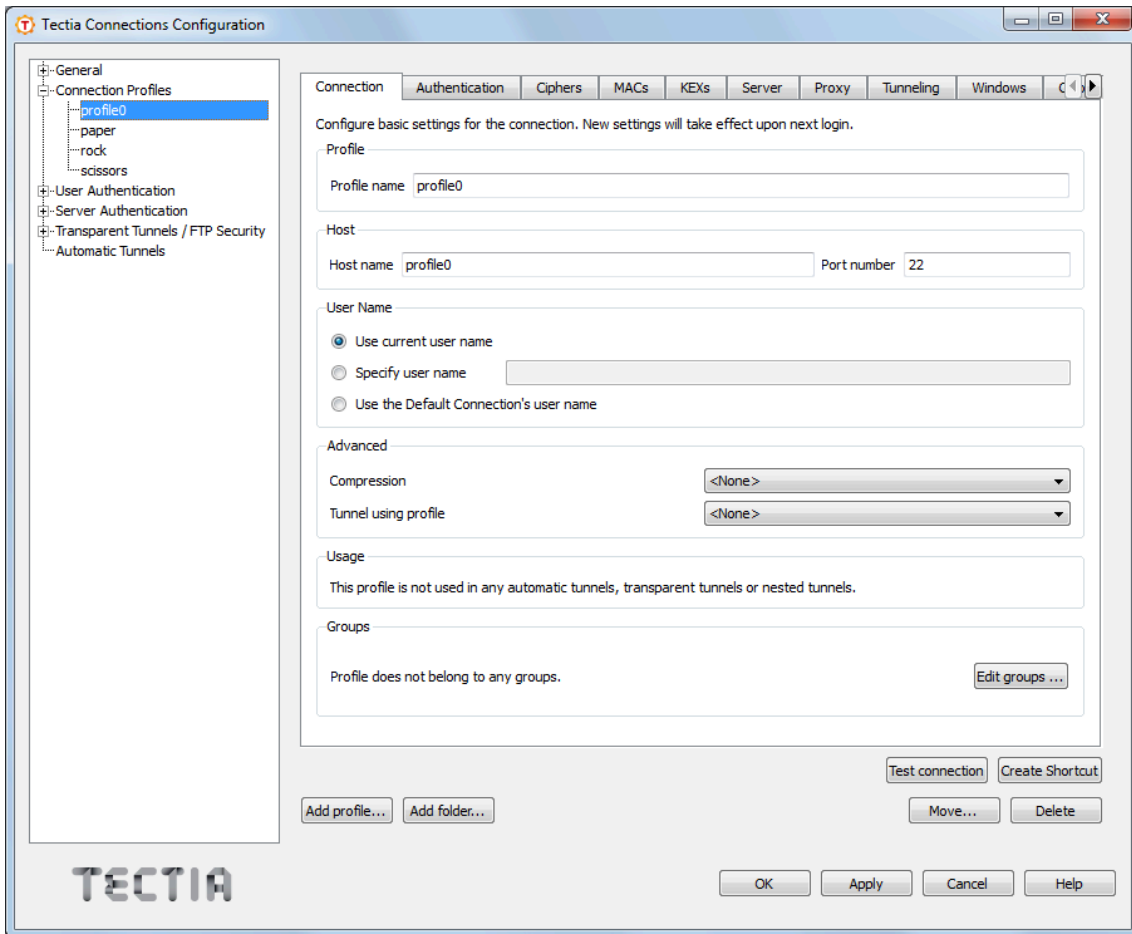 Tectia Connections Configuration
General
Connection Profiles
profile0
paper
rock
scissors
User Authentication
Server Authentication
Transparent Tunnels / FTP Security
Automatic Tunnels
Connection Authentication Ciphers MACs KEXs Server Proxy Tunneling Windows
Configure basic settings for the connection. New settings will take effect upon next login.
Profile
Profile name profile0
Host
Host name profile0 Port number 22
User Name
Use current user name
Specify user name
Use the Default Connection's user name
Advanced
Compression <None>
Tunnel using profile <None>
Usage
This profile is not used in any automatic tunnels, transparent tunnels or nested tunnels.
Groups
Profile does not belong to any groups. Edit groups ...
Test connection Create Shortcut
Add profile... Add folder... Move... Delete
TECTIA
OK Apply Cancel Help